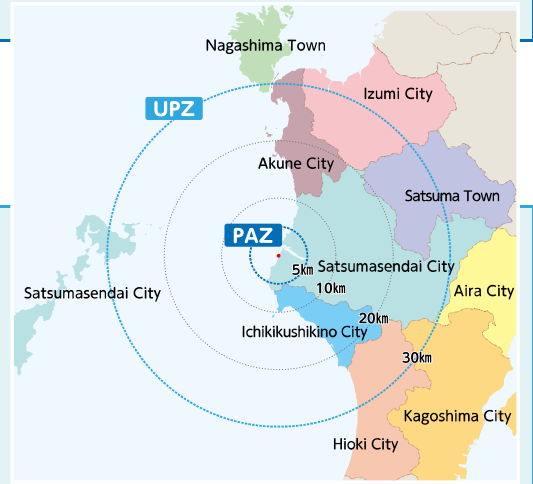 Nagashima Town
Izumi City
UPZ
Akune City
Satsuma Town
PAZ
5km
Satsumasendai City
10km
Aira City
Satsumasendai City
20km
Ichikikushikino City
30km
Kagoshima City
Hioki City